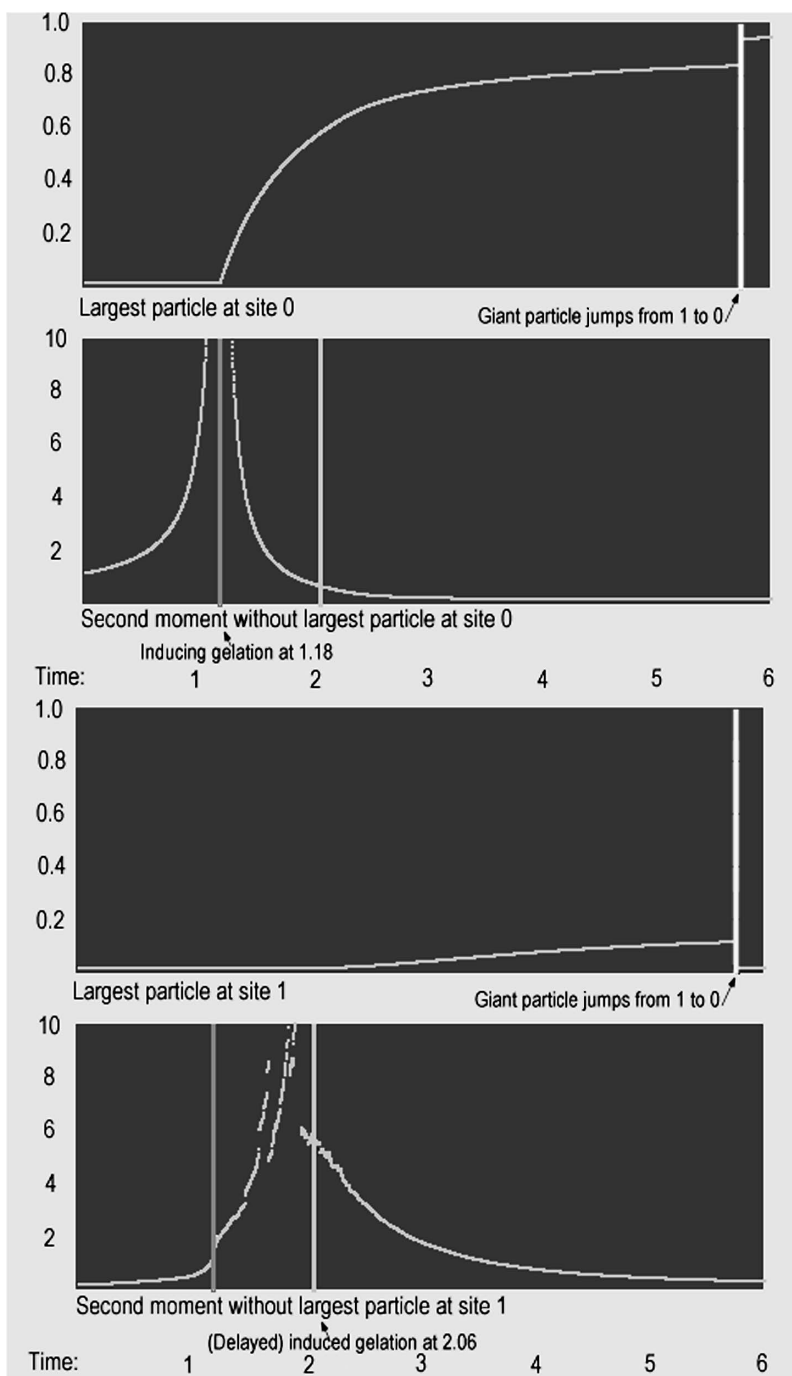 1.0
0.8
0.6
0.4
0.2
Largest particle at site 0
Giant particle jumps from 1 to 0
10
8
6
4
2
Second moment without largest particle at site 0
Inducing gelation at 1.18
Time: 1 2 3 4 5 6
1.0
0.8
0.6
0.4
0.2
Largest particle at site 1
Giant particle jumps from 1 to 0
10
8
6
4
2
Second moment without largest particle at site 1
(Delayed) induced gelation at 2.06
Time: 1 2 3 4 5 6